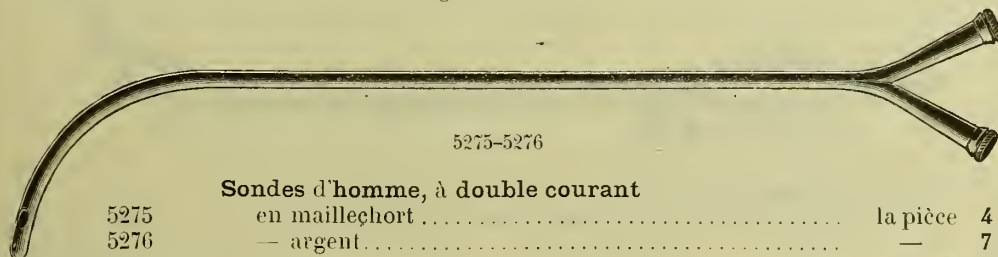 5275-5276
Sondes d'homme, à double courant
5275 en maillechort . . . . . . . . . . . . . . . . . . . . . . . . . . . . . . . . . . . . . la pièce 4
5276 — argent . . . . . . . . . . . . . . . . . . . . . . . . . . . . . . . . . . . . . . . . — 7